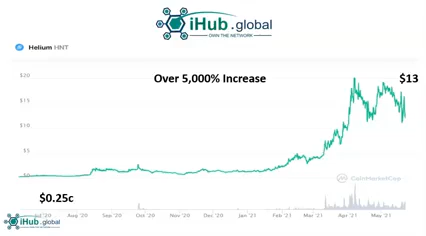 iHub.global
OWN THE NETWORK
Helium HNT
Over 5,000% Increase
$13
$20
$15
$10
$5
$0
CoinMarketCap
$0.25c
Aug '20
Sep '20
Oct '20
Nov '20
Dec '20
Jan '21
Feb '21
Mar '21
Apr '21
May '21
iHub.global